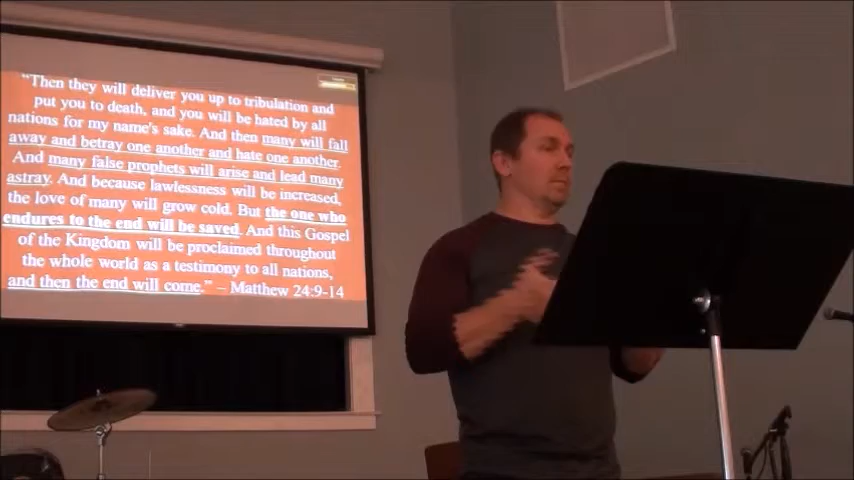 "Then they will deliver you up to tribulation and
put you to death, and you will be hated by all
nations for my name's sake. And then many will fall
away and betray one another and hate one another.
And many false prophets will arise and lead many
astray. And because lawlessness will be increased,
the love of many will grow cold. But the one who
endures to the end will be saved. And this Gospel
of the Kingdom will be proclaimed throughout
the whole world as a testimony to all nations,
and then the end will come." – Matthew 24:9-14